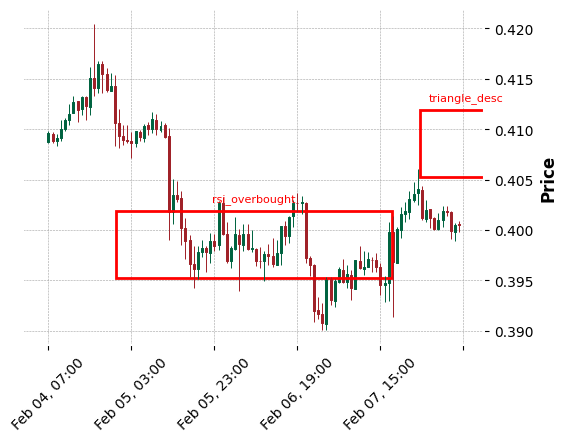 0.420
0.415
triangle_desc
0.410
0.405
rsi_overbought
0.400
0.395
0.390
Price
Feb 04, 07:00
Feb 05, 03:00
Feb 05, 23:00
Feb 06, 19:00
Feb 07, 15:00